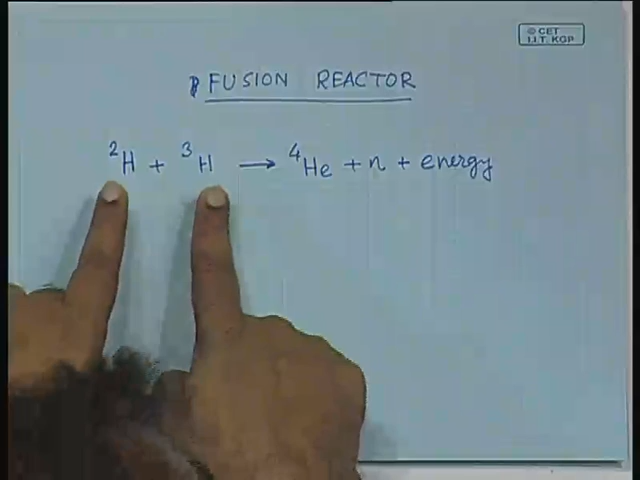 © CET
I.I.T. KGP
FUSION REACTOR
²H + ³H → ⁴He + n + energy